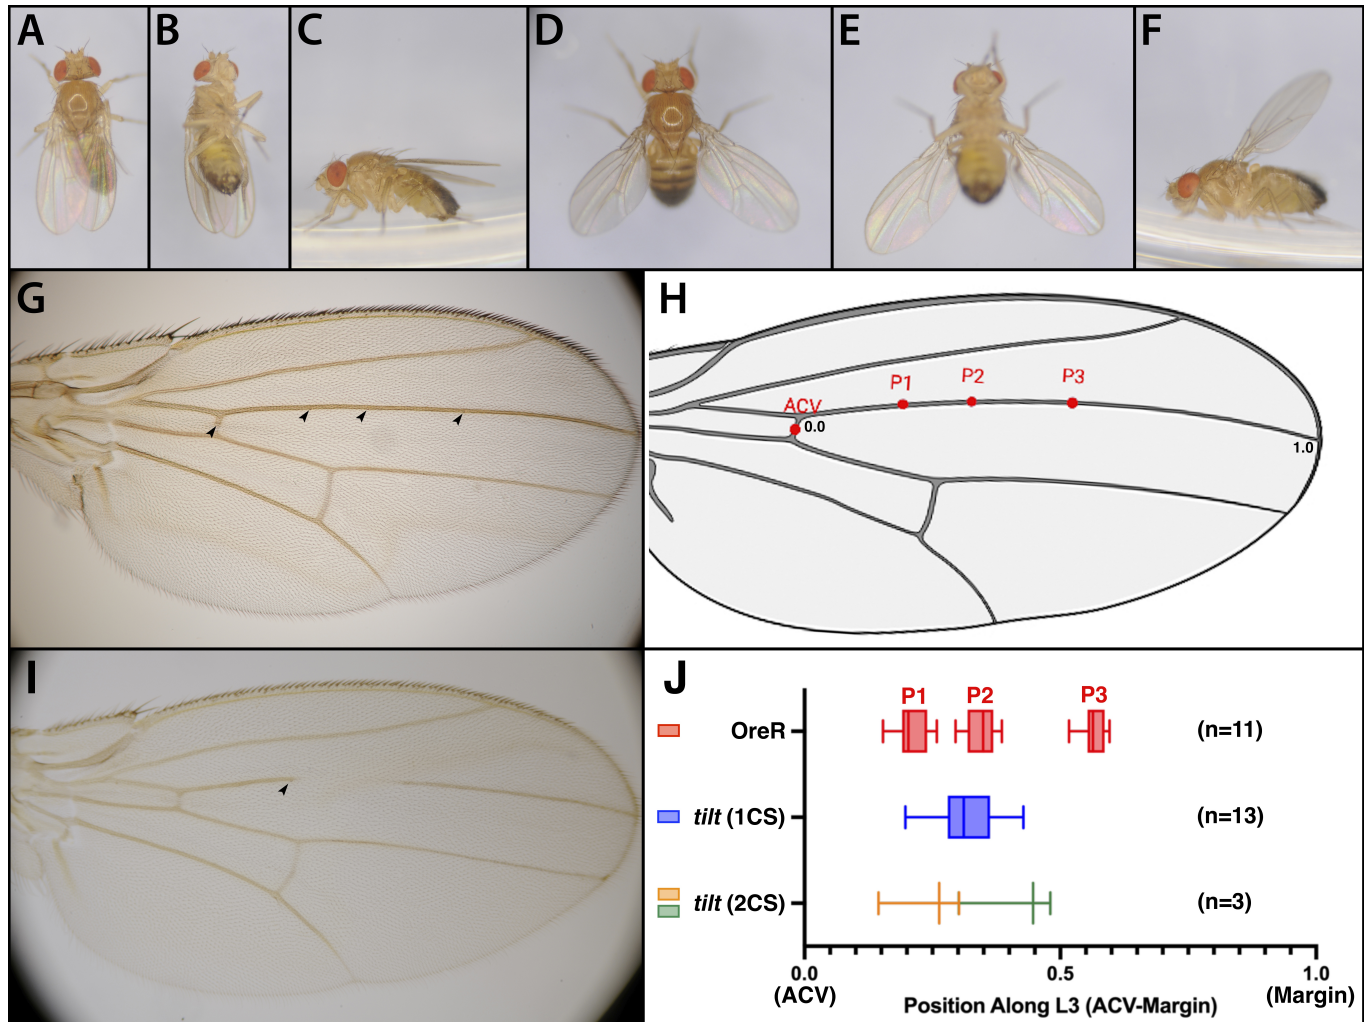 A
B
C
D
E
F
G
H
ACV
0.0
P1
P2
P3
1.0
I
J
P1
P2
P3
OreR
(n=11)
tilt (1CS)
(n=13)
tilt (2CS)
(n=3)
0.0
0.5
1.0
(ACV)
(Margin)
Position Along L3 (ACV-Margin)